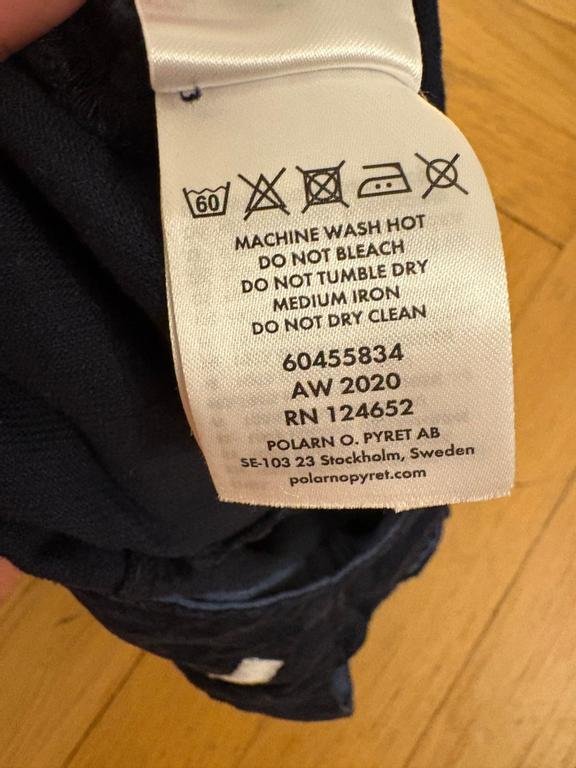 60
MACHINE WASH HOT
DO NOT BLEACH
DO NOT TUMBLE DRY
MEDIUM IRON
DO NOT DRY CLEAN
60455834
AW 2020
RN 124652
POLARN O. PYRET AB
SE-103 23 Stockholm, Sweden
polarnopyret.com